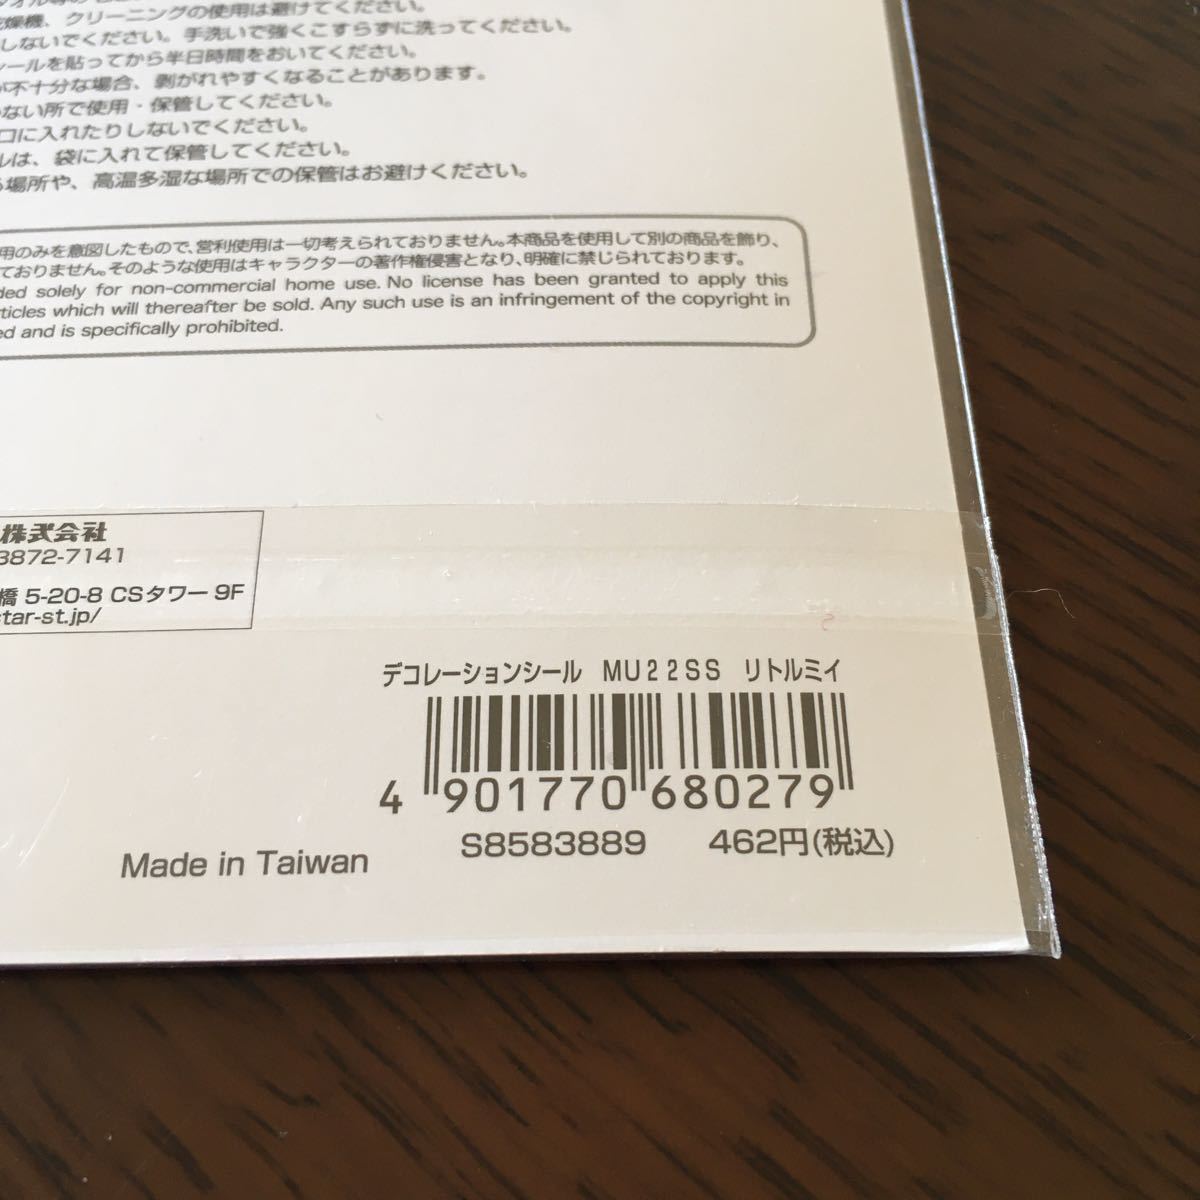 燥機、クリーニングの使用は避けてください。
しないでください。手洗いで強くこすらずに洗ってください。
ールを貼ってから半日時間をおいてください。
が不十分な場合、剥がれやすくなることがあります。
ない所で使用・保管してください。
口に入れたりしないでください。
ルは、袋に入れて保管してください。
場所や、高温多湿な場所での保管はお避けください。
用のみを意図したもので、営利使用は一切考えられておりません。本商品を使用して別の商品を飾り、
ておりません。そのような使用はキャラクターの著作権侵害となり、明確に禁じられております。
ded solely for non-commercial home use. No license has been granted to apply this
rticles which will thereafter be sold. Any such use is an infringement of the copyright in
ed and is specifically prohibited.
株式会社
3872-7141
橋 5-20-8 CSタワー 9F
star-st.jp/
デコレーションシール MU22SS リトルミイ
4 901770 680279
S8583889 462円(税込)
Made in Taiwan